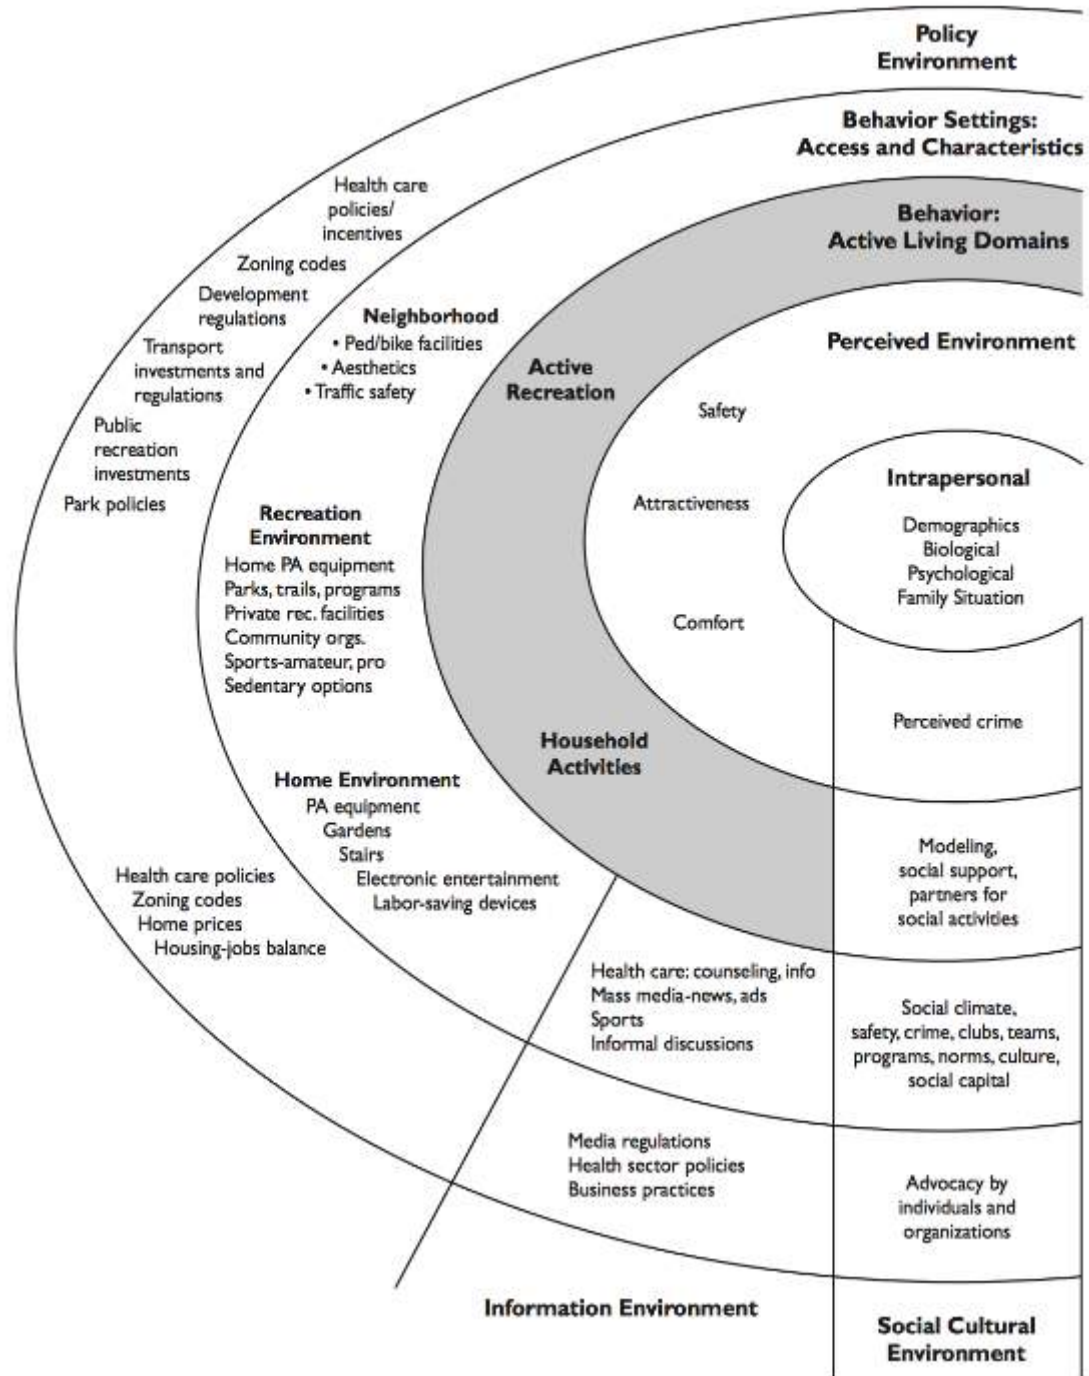 Policy
Environment
Behavior Settings:
Access and Characteristics
Behavior:
Active Living Domains
Perceived Environment
Intrapersonal
Demographics
Biological
Psychological
Family Situation
Health care
policies/
incentives
Zoning codes
Development
regulations
Transport
investments and
regulations
Public
recreation
investments
Park policies
Neighborhood
• Ped/bike facilities
• Aesthetics
• Traffic safety
Active
Recreation
Safety
Attractiveness
Comfort
Recreation
Environment
Home PA equipment
Parks, trails, programs
Private rec. facilities
Community orgs.
Sports-amateur, pro
Sedentary options
Household
Activities
Home Environment
PA equipment
Gardens
Stairs
Electronic entertainment
Labor-saving devices
Health care policies
Zoning codes
Home prices
Housing-jobs balance
Perceived crime
Modeling,
social support,
partners for
social activities
Health care: counseling, info
Mass media-news, ads
Sports
Informal discussions
Social climate,
safety, crime, clubs, teams,
programs, norms, culture,
social capital
Media regulations
Health sector policies
Business practices
Advocacy by
individuals and
organizations
Information Environment
Social Cultural
Environment